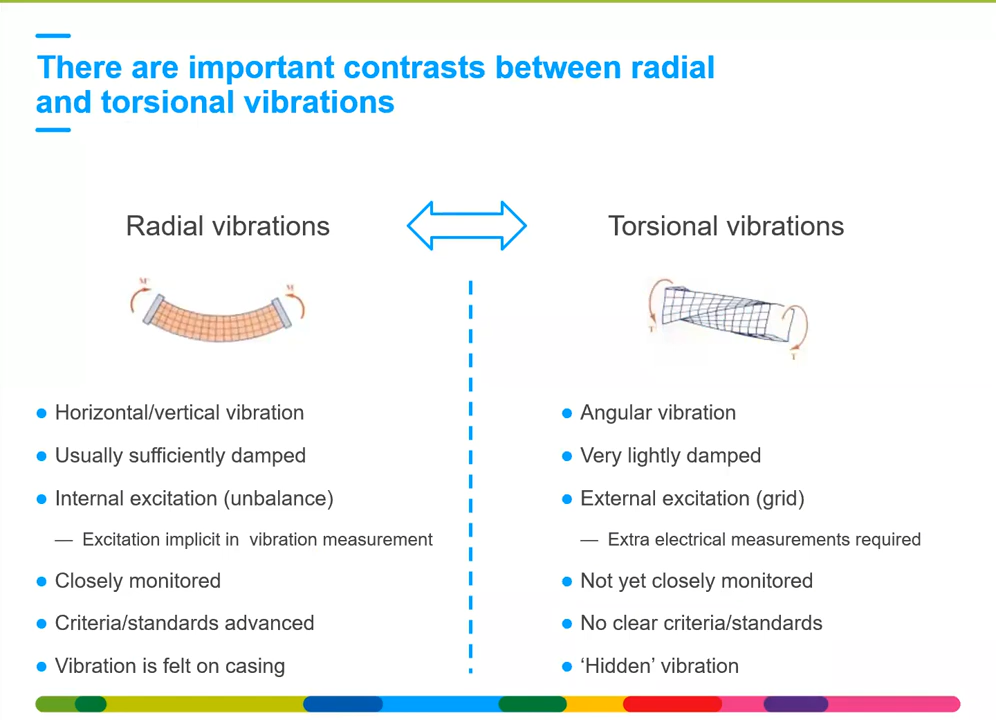 There are important contrasts between radial
and torsional vibrations
Radial vibrations
Torsional vibrations
M'
M
T
T
● Horizontal/vertical vibration
● Usually sufficiently damped
● Internal excitation (unbalance)
— Excitation implicit in vibration measurement
● Closely monitored
● Criteria/standards advanced
● Vibration is felt on casing
● Angular vibration
● Very lightly damped
● External excitation (grid)
— Extra electrical measurements required
● Not yet closely monitored
● No clear criteria/standards
● ‘Hidden’ vibration